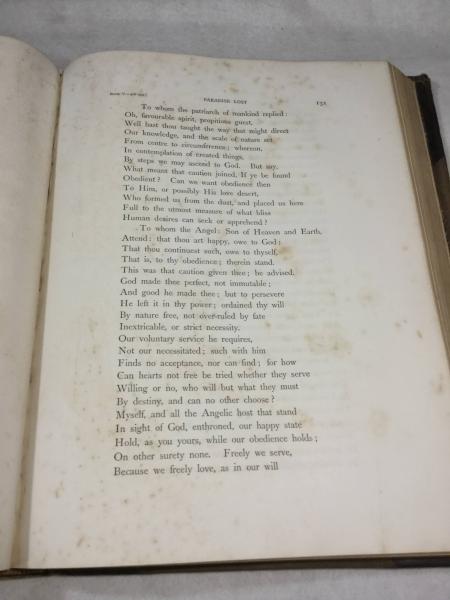 PARADISE LOST 151
To whom the patriarch of mankind replied:
Oh, favourable spirit, propitious guest,
Well hast thou taught the way that might direct
Our knowledge, and the scale of nature set
From centre to circumference; whereon,
In contemplation of created things,
By steps we may ascend to God. But say,
What meant that caution joined, If ye be found
Obedient? Can we want obedience then
To Him, or possibly His love desert,
Who formed us from the dust, and placed us here
Full to the utmost measure of what bliss
Human desires can seek or apprehend?
To whom the Angel: Son of Heaven and Earth,
Attend: that thou art happy, owe to God;
That thou continuest such, owe to thyself,
That is, to thy obedience; therein stand.
This was that caution given thee; be advised.
God made thee perfect, not immutable;
And good he made thee; but to persevere
He left it in thy power; ordained thy will
By nature free, not over-ruled by fate
Inextricable, or strict necessity.
Our voluntary service he requires,
Not our necessitated; such with him
Finds no acceptance, nor can find; for how
Can hearts not free be tried whether they serve
Willing or no, who will but what they must
By destiny, and can no other choose?
Myself, and all the Angelic host that stand
In sight of God, enthroned, our happy state
Hold, as you yours, while our obedience holds;
On other surety none. Freely we serve,
Because we freely love, as in our will